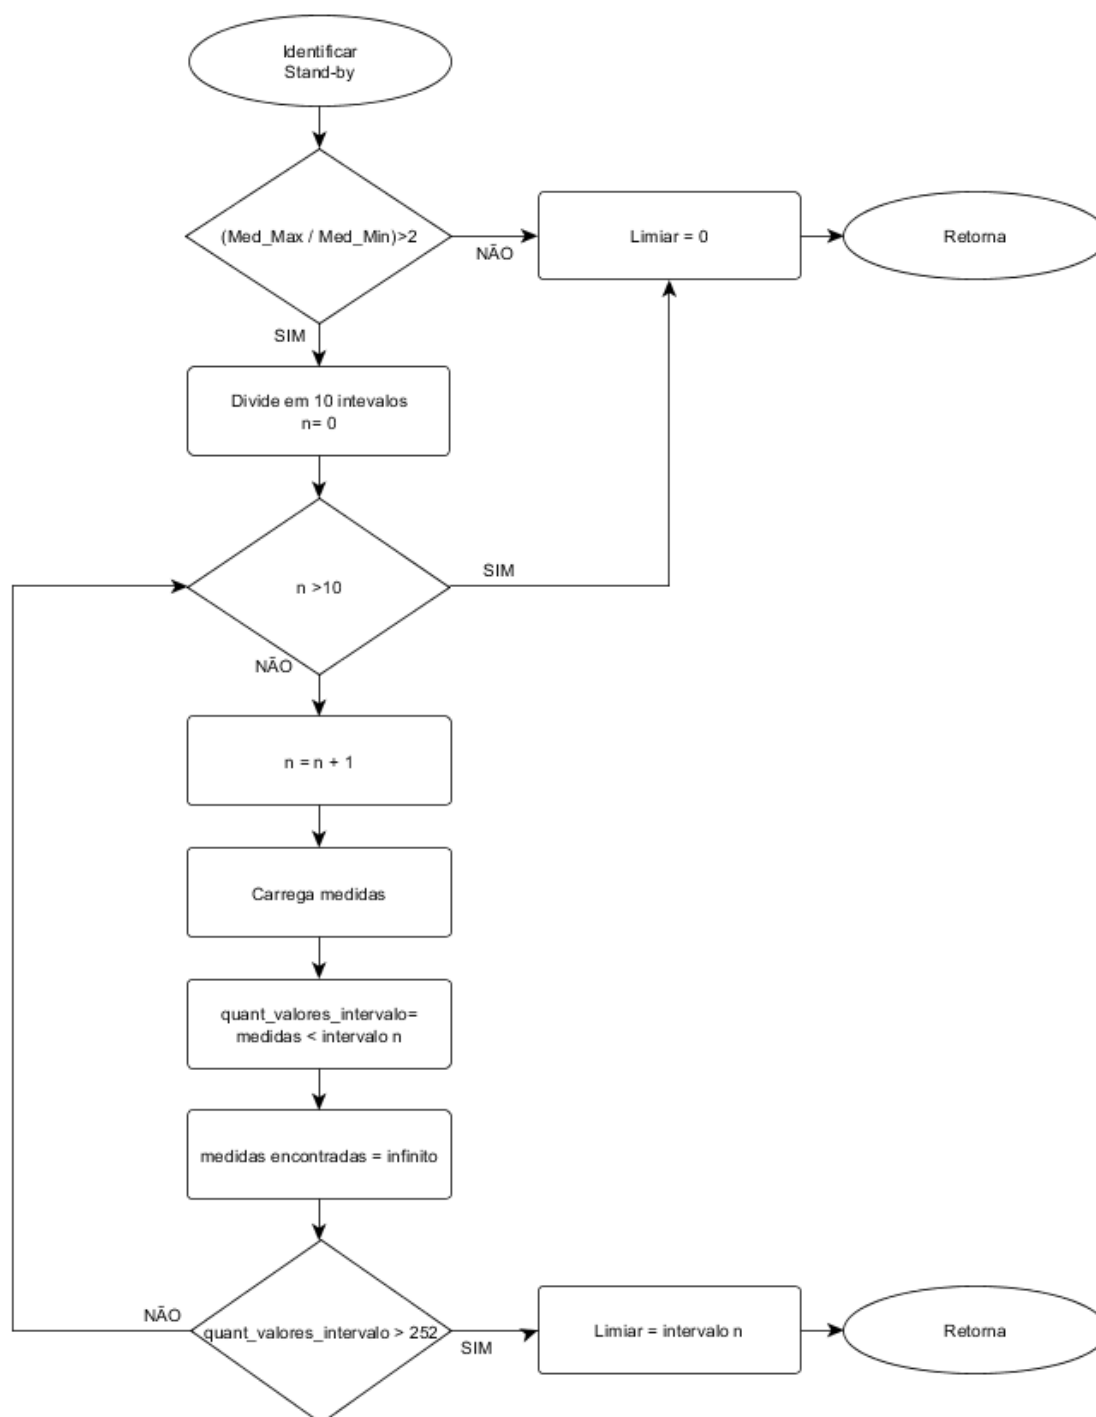 Identificar
Stand-by
(Med_Max / Med_Min)>2
NÃO
Limiar = 0
Retorna
SIM
Divide em 10 intevalos
n= 0
n >10
SIM
NÃO
n = n + 1
Carrega medidas
quant_valores_intervalo=
medidas < intervalo n
medidas encontradas = infinito
NÃO
quant_valores_intervalo > 252
SIM
Limiar = intervalo n
Retorna